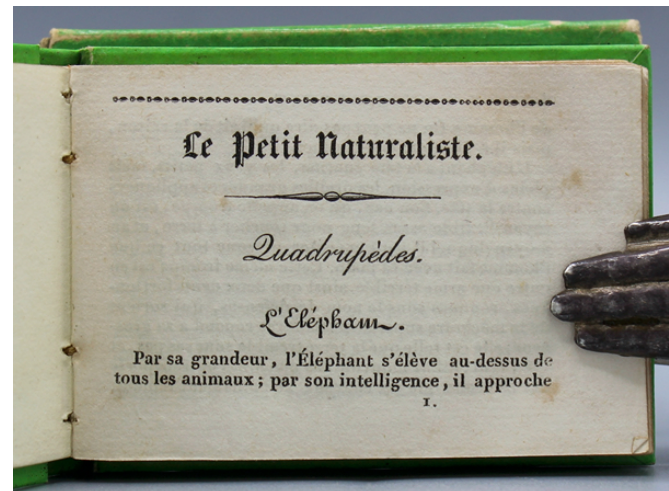 Le Petit Naturaliste.
Quadrupèdes.
L'Eléphant.
Par sa grandeur, l'Éléphant s'élève au-dessus de
tous les animaux ; par son intelligence, il approche
1.